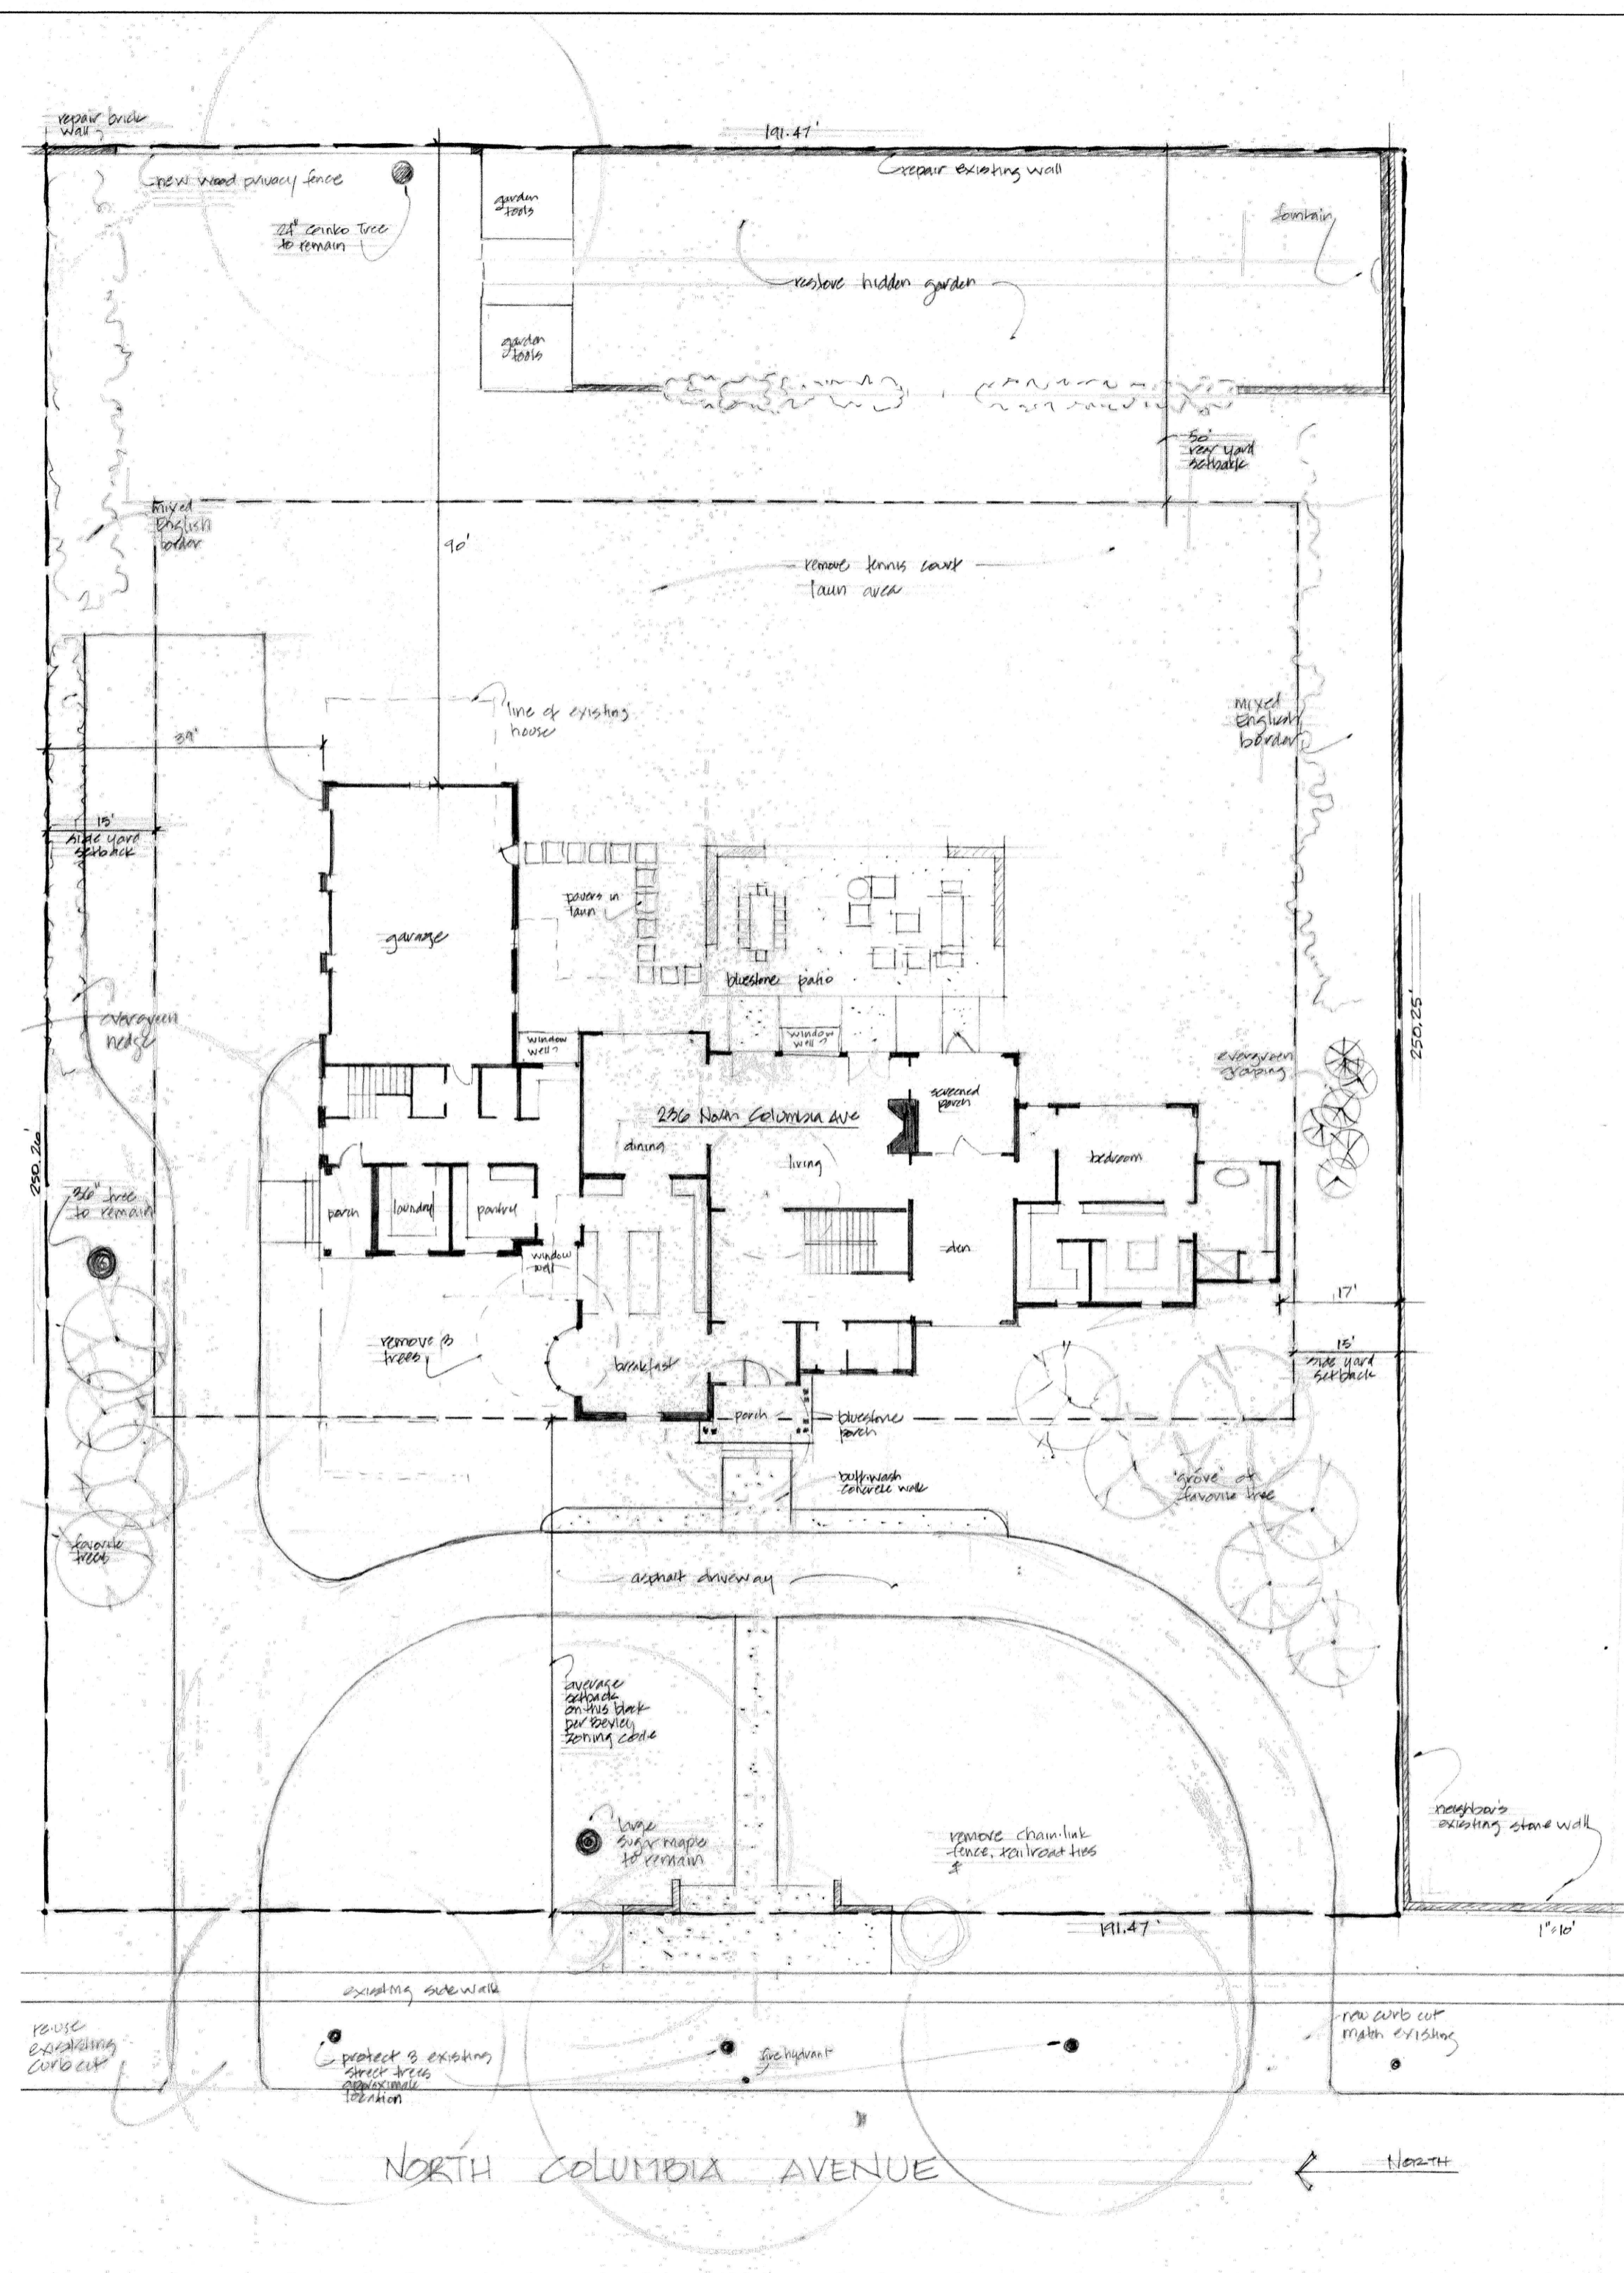 repair brick
wall
191.47'
new wood privacy fence
repair existing wall
garden
tools
fountain
24" Ginko Tree
to remain
restore hidden garden
garden
tools
50'
rear yard
setback
mixed
English
border
90'
remove tennis court
lawn area
line of existing
house
mixed
English
border
39'
15'
side yard
setback
pavers in
lawn
garage
bluestone patio
evergreen
hedge
250.25'
window
well
window
well
evergreen
grouping
screened
porch
236 North Columbia Ave
dining
living
bedroom
250.26'
36" tree
to remain
porch
laundry
pantry
den
window
well
17'
remove 3
trees
breakfast
15'
side yard
setback
porch
bluestone
porch
buff-wash
concrete walk
'grove' of
favorite tree
favorite
trees
asphalt driveway
average
setback
on this block
per Bexley
zoning code
large
sugar maple
to remain
remove chain-link
fence, railroad ties
&
neighbor's
existing stone wall
191.47'
1"=10'
existing sidewalk
re-use
existing
curb cut
new curb cut
match existing
protect 3 existing
street trees
approximate
location
fire hydrant
NORTH COLUMBIA AVENUE
NORTH